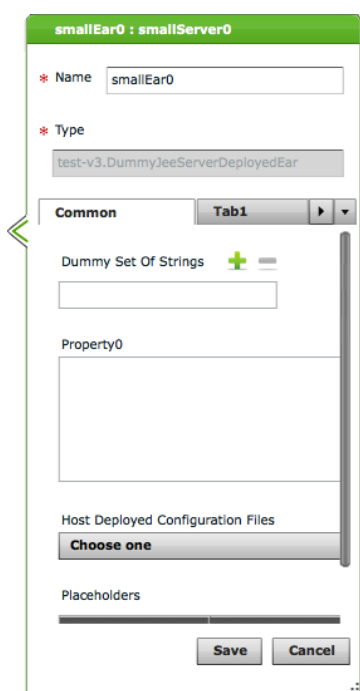 smallEar0 : smallServer0
* Name smallEar0
* Type
test-v3.DummyJeeServerDeployedEar
Common Tab1
Dummy Set Of Strings
Property0
Host Deployed Configuration Files
Choose one
Placeholders
Save Cancel